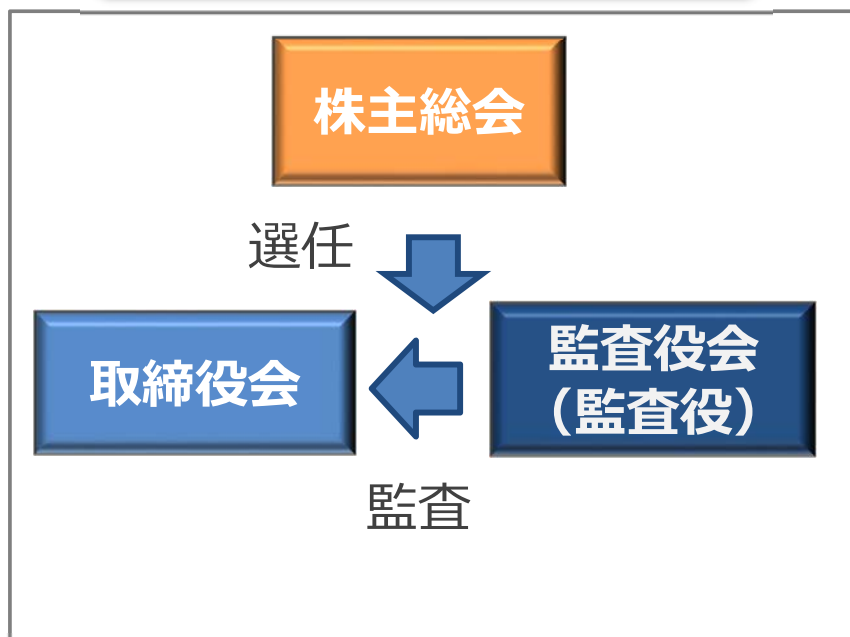 株主総会
選任
取締役会
監査役会
（監査役）
監査